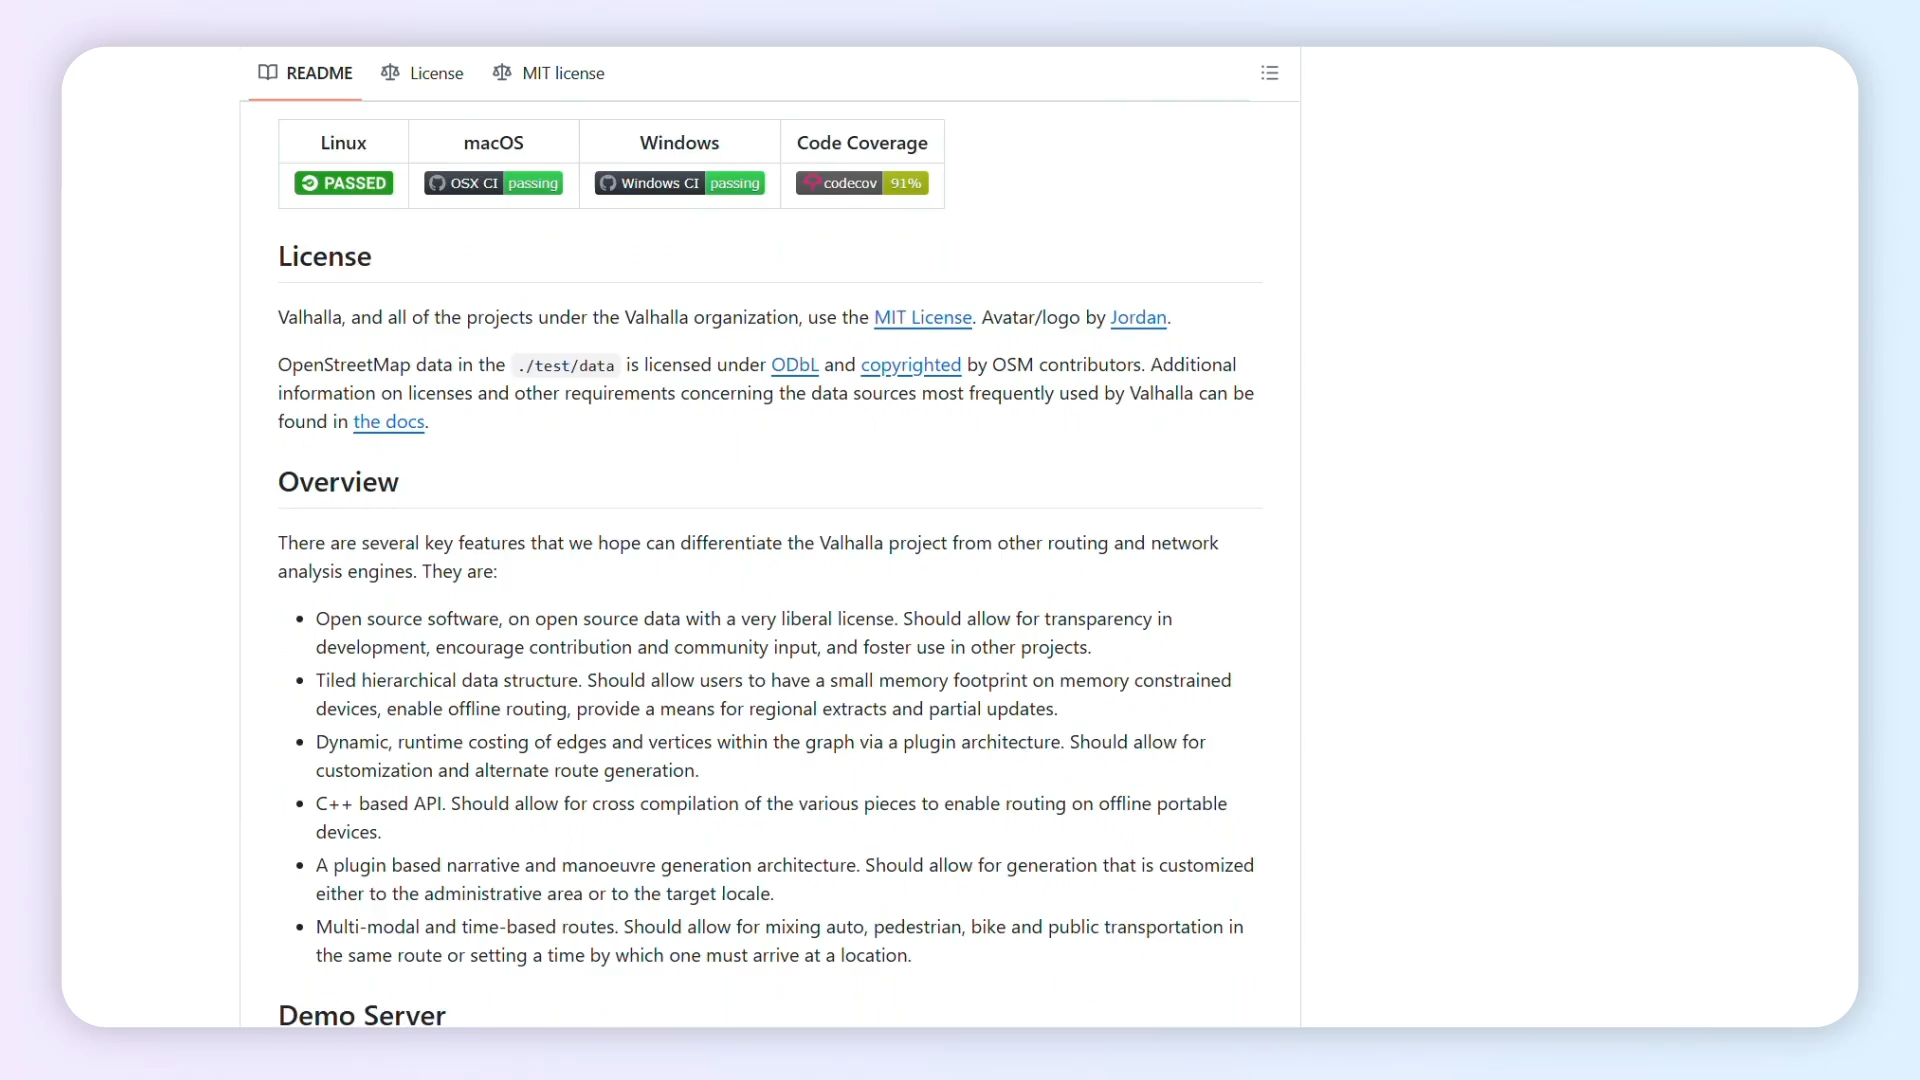 README License MIT license
Linux macOS Windows Code Coverage
PASSED OSX CI passing Windows CI passing codecov 91%
License
Valhalla, and all of the projects under the Valhalla organization, use the MIT License. Avatar/logo by Jordan.
OpenStreetMap data in the ./test/data is licensed under ODbL and copyrighted by OSM contributors. Additional
information on licenses and other requirements concerning the data sources most frequently used by Valhalla can be
found in the docs.
Overview
There are several key features that we hope can differentiate the Valhalla project from other routing and network
analysis engines. They are:
• Open source software, on open source data with a very liberal license. Should allow for transparency in
development, encourage contribution and community input, and foster use in other projects.
• Tiled hierarchical data structure. Should allow users to have a small memory footprint on memory constrained
devices, enable offline routing, provide a means for regional extracts and partial updates.
• Dynamic, runtime costing of edges and vertices within the graph via a plugin architecture. Should allow for
customization and alternate route generation.
• C++ based API. Should allow for cross compilation of the various pieces to enable routing on offline portable
devices.
• A plugin based narrative and manoeuvre generation architecture. Should allow for generation that is customized
either to the administrative area or to the target locale.
• Multi-modal and time-based routes. Should allow for mixing auto, pedestrian, bike and public transportation in
the same route or setting a time by which one must arrive at a location.
Demo Server